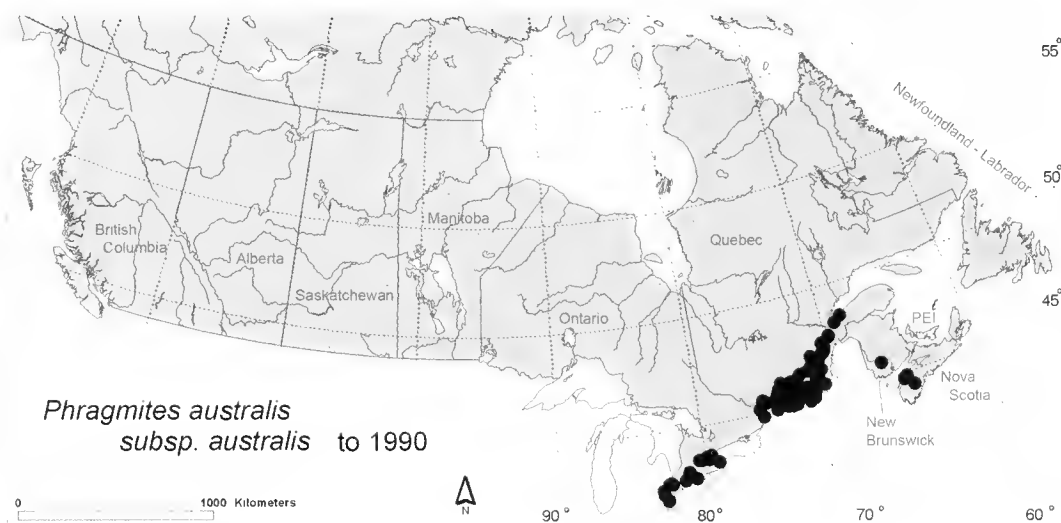 55°
Newfoundland - Labrador
50°
British
Columbia
Alberta
Saskatchewan
Manitoba
Ontario
Quebec
45°
PEI
Nova
Scotia
New
Brunswick
Phragmites australis
subsp. australis to 1990
0 1000 Kilometers
N
90° 80° 70° 60°